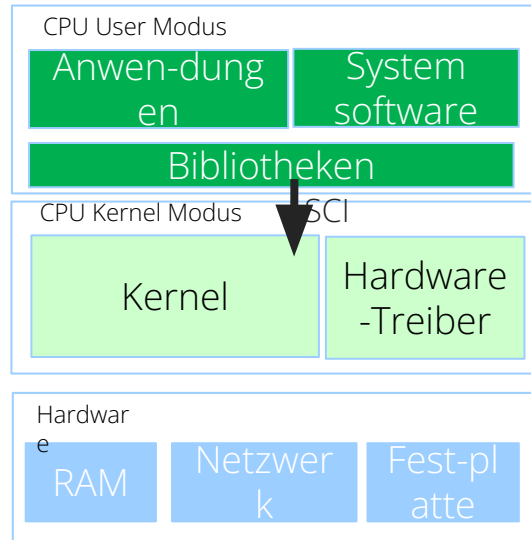 CPU User Modus
Anwen-dung
en
System
software
Bibliotheken
SCI
CPU Kernel Modus
Kernel
Hardware
-Treiber
Hardwar
e
RAM
Netzwer
k
Fest-pl
atte